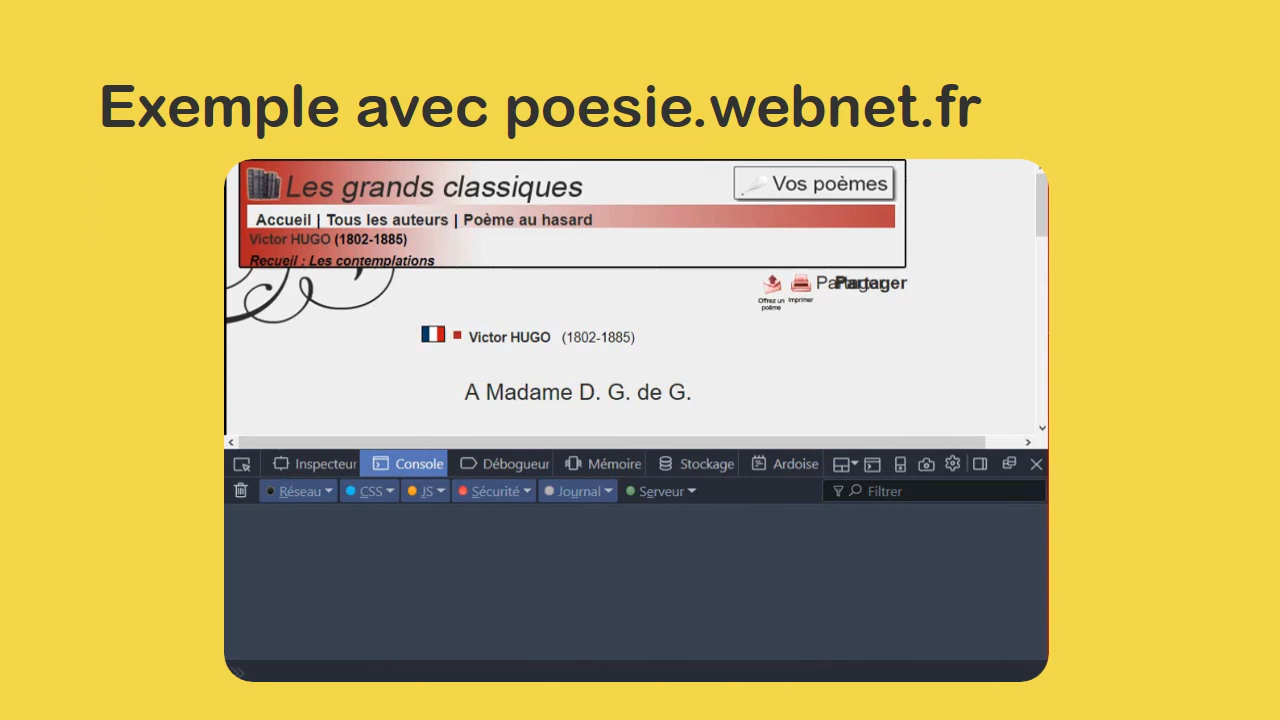 Exemple avec poesie.webnet.fr
Les grands classiques
Vos poèmes
Accueil | Tous les auteurs | Poème au hasard
Victor HUGO (1802-1885)
Recueil : Les contemplations
Offrez un poème
Imprimer
Partager
Partager
Victor HUGO (1802-1885)
A Madame D. G. de G.
Inspecteur Console Débogueur Mémoire Stockage Ardoise
Réseau CSS JS Sécurité Journal Serveur Filtrer